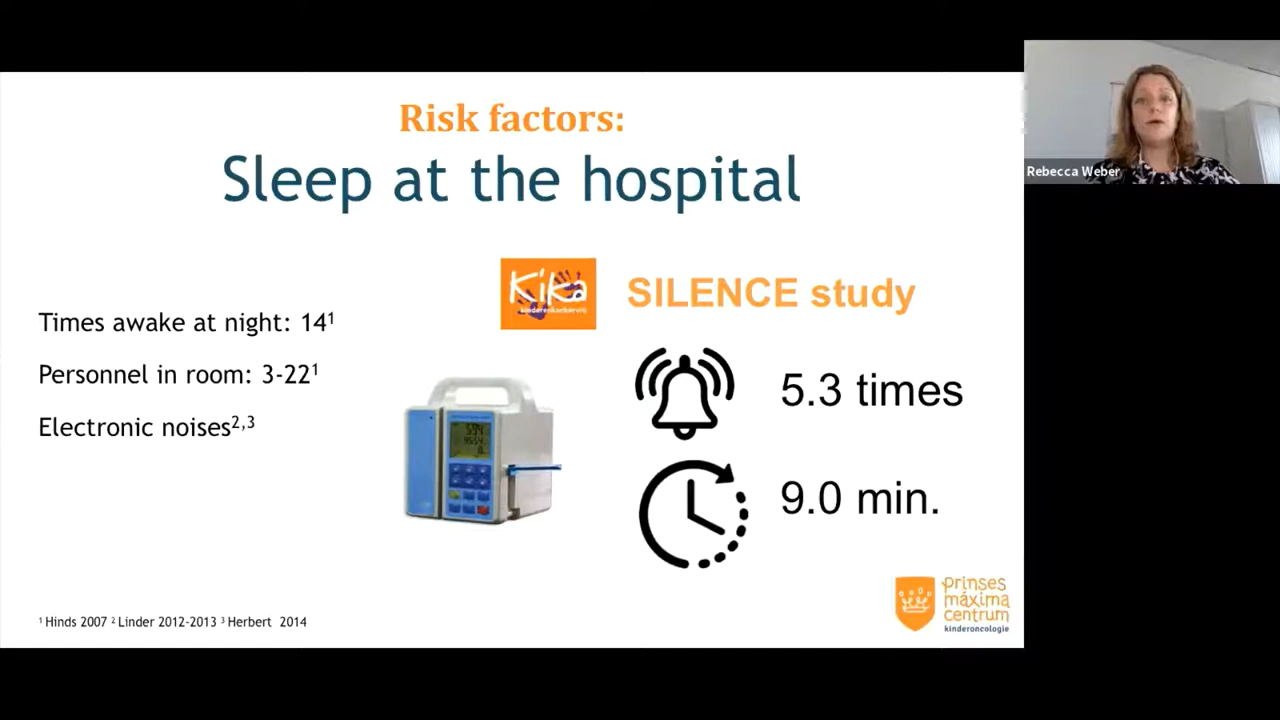 Risk factors:
Sleep at the hospital
Rebecca Weber
Kika
SILENCE study
Times awake at night: 14¹
Personnel in room: 3-22¹
Electronic noises²,³
5.3 times
9.0 min.
prinses
máxima
centrum
kinderoncologie
¹ Hinds 2007 ² Linder 2012-2013 ³ Herbert 2014